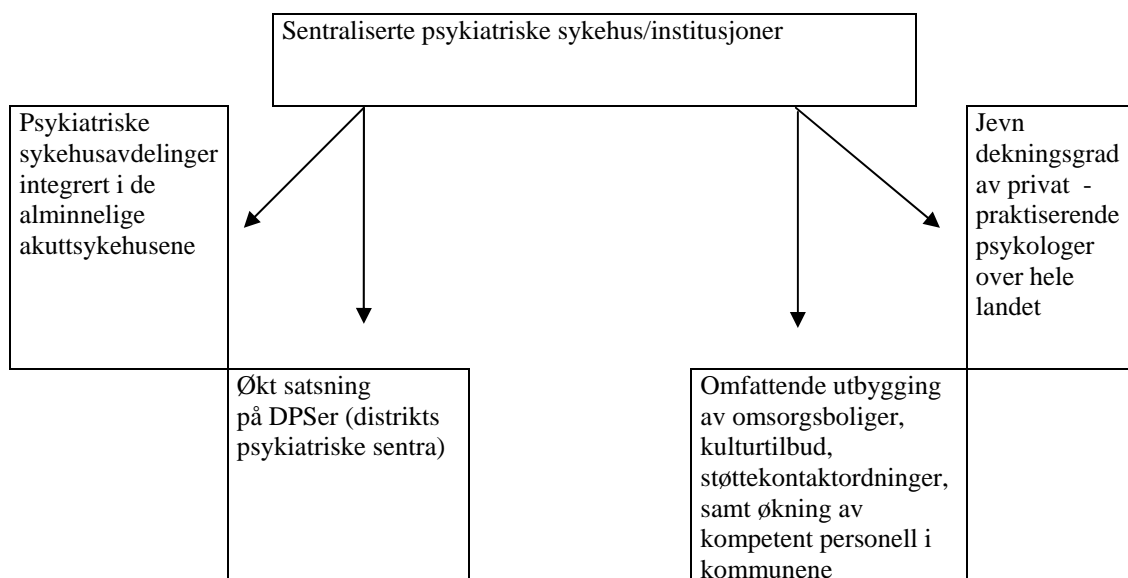 Sentraliserte psykiatriske sykehus/institusjoner
Psykiatriske
sykehusavdelinger
integrert i de
alminnelige
akuttsykehusene
Jevn
dekningsgrad
av privat -
praktiserende
psykologer
over hele
landet
Økt satsning
på DPSer (distrikts
psykiatriske sentra)
Omfattende utbygging
av omsorgsboliger,
kulturtilbud,
støttekontaktordninger,
samt økning av
kompetent personell i
kommunene